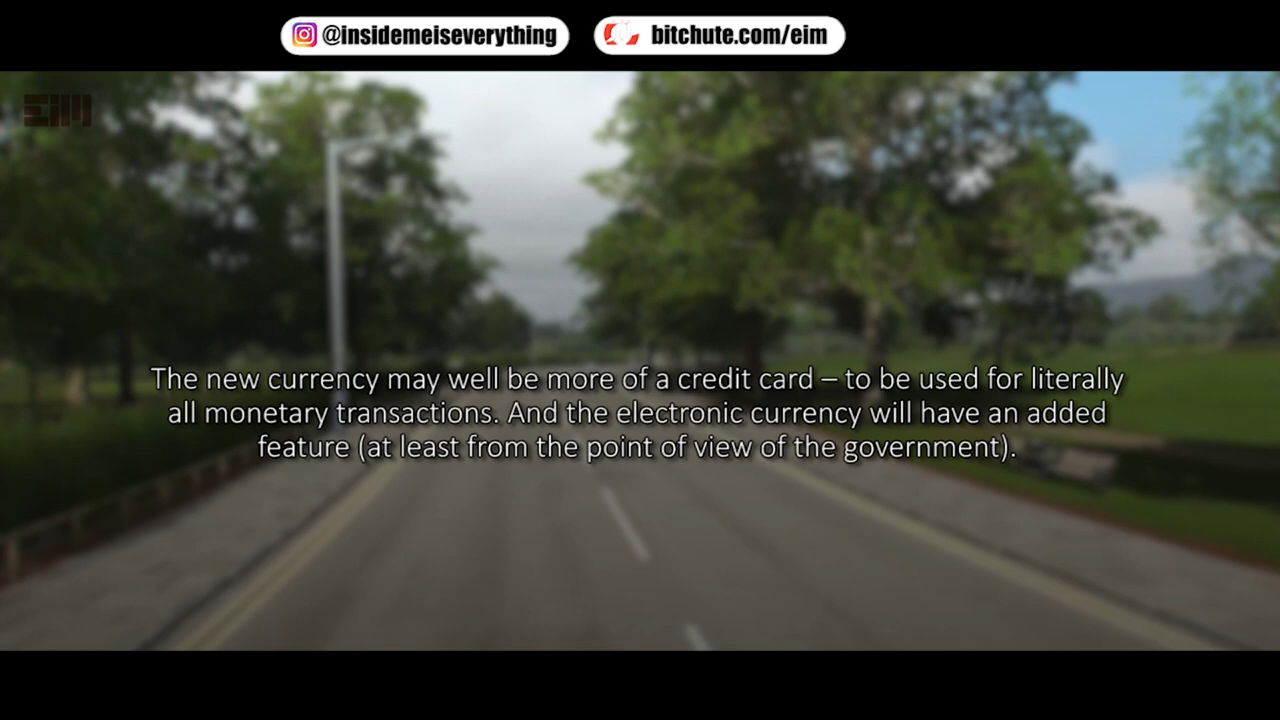 @insidemeiseverything
bitchute.com/eim
EiM
The new currency may well be more of a credit card – to be used for literally
all monetary transactions. And the electronic currency will have an added
feature (at least from the point of view of the government).